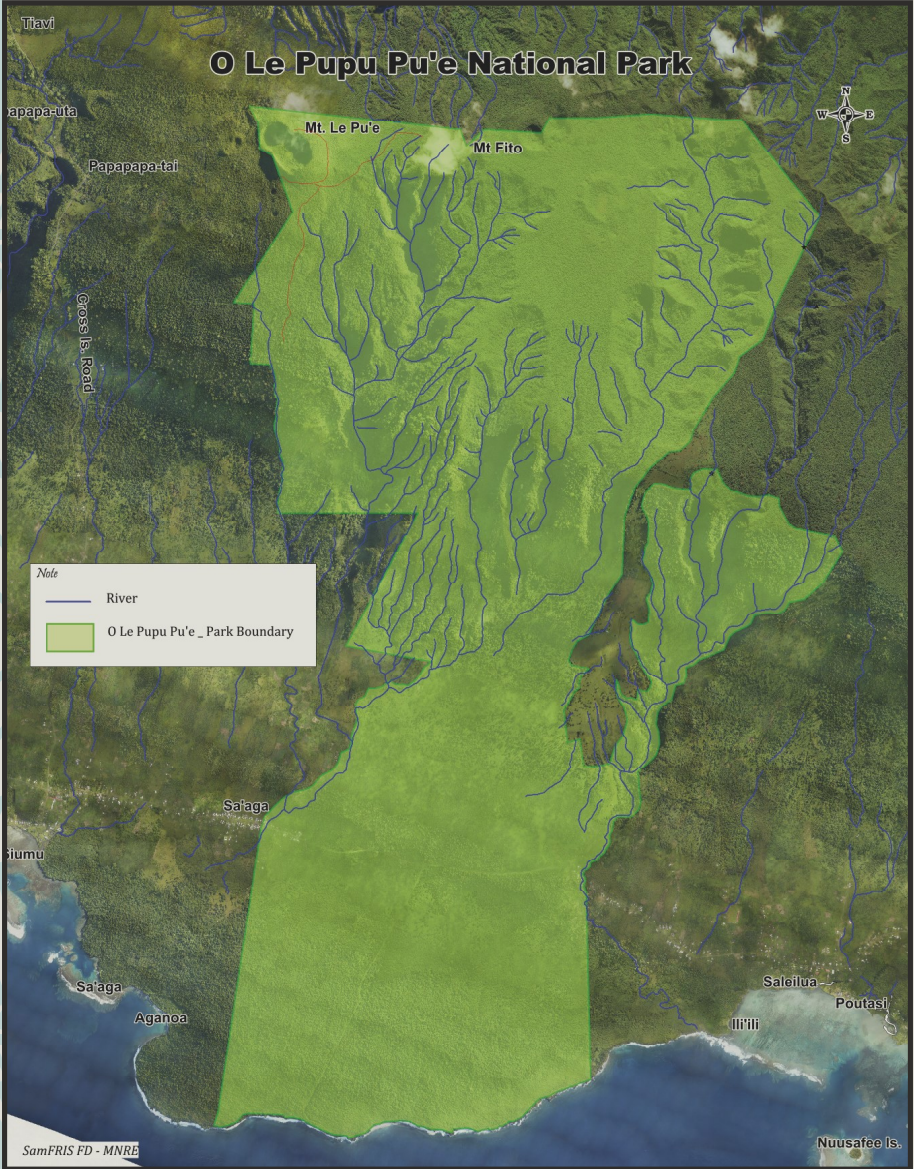 Tiavi
O Le Pupu Pu'e National Park
apapapa-uta
Mt. Le Pu'e
Mt Fito
N
W E
S
Papapapa-tai
Cross Is. Road
Note
River
O Le Pupu Pu'e _ Park Boundary
Sa'aga
Siumu
Sa'aga
Aganoa
Saleilua
Poutasi
Ili'ili
Nuusafee Is.
SamFRIS FD - MNRE